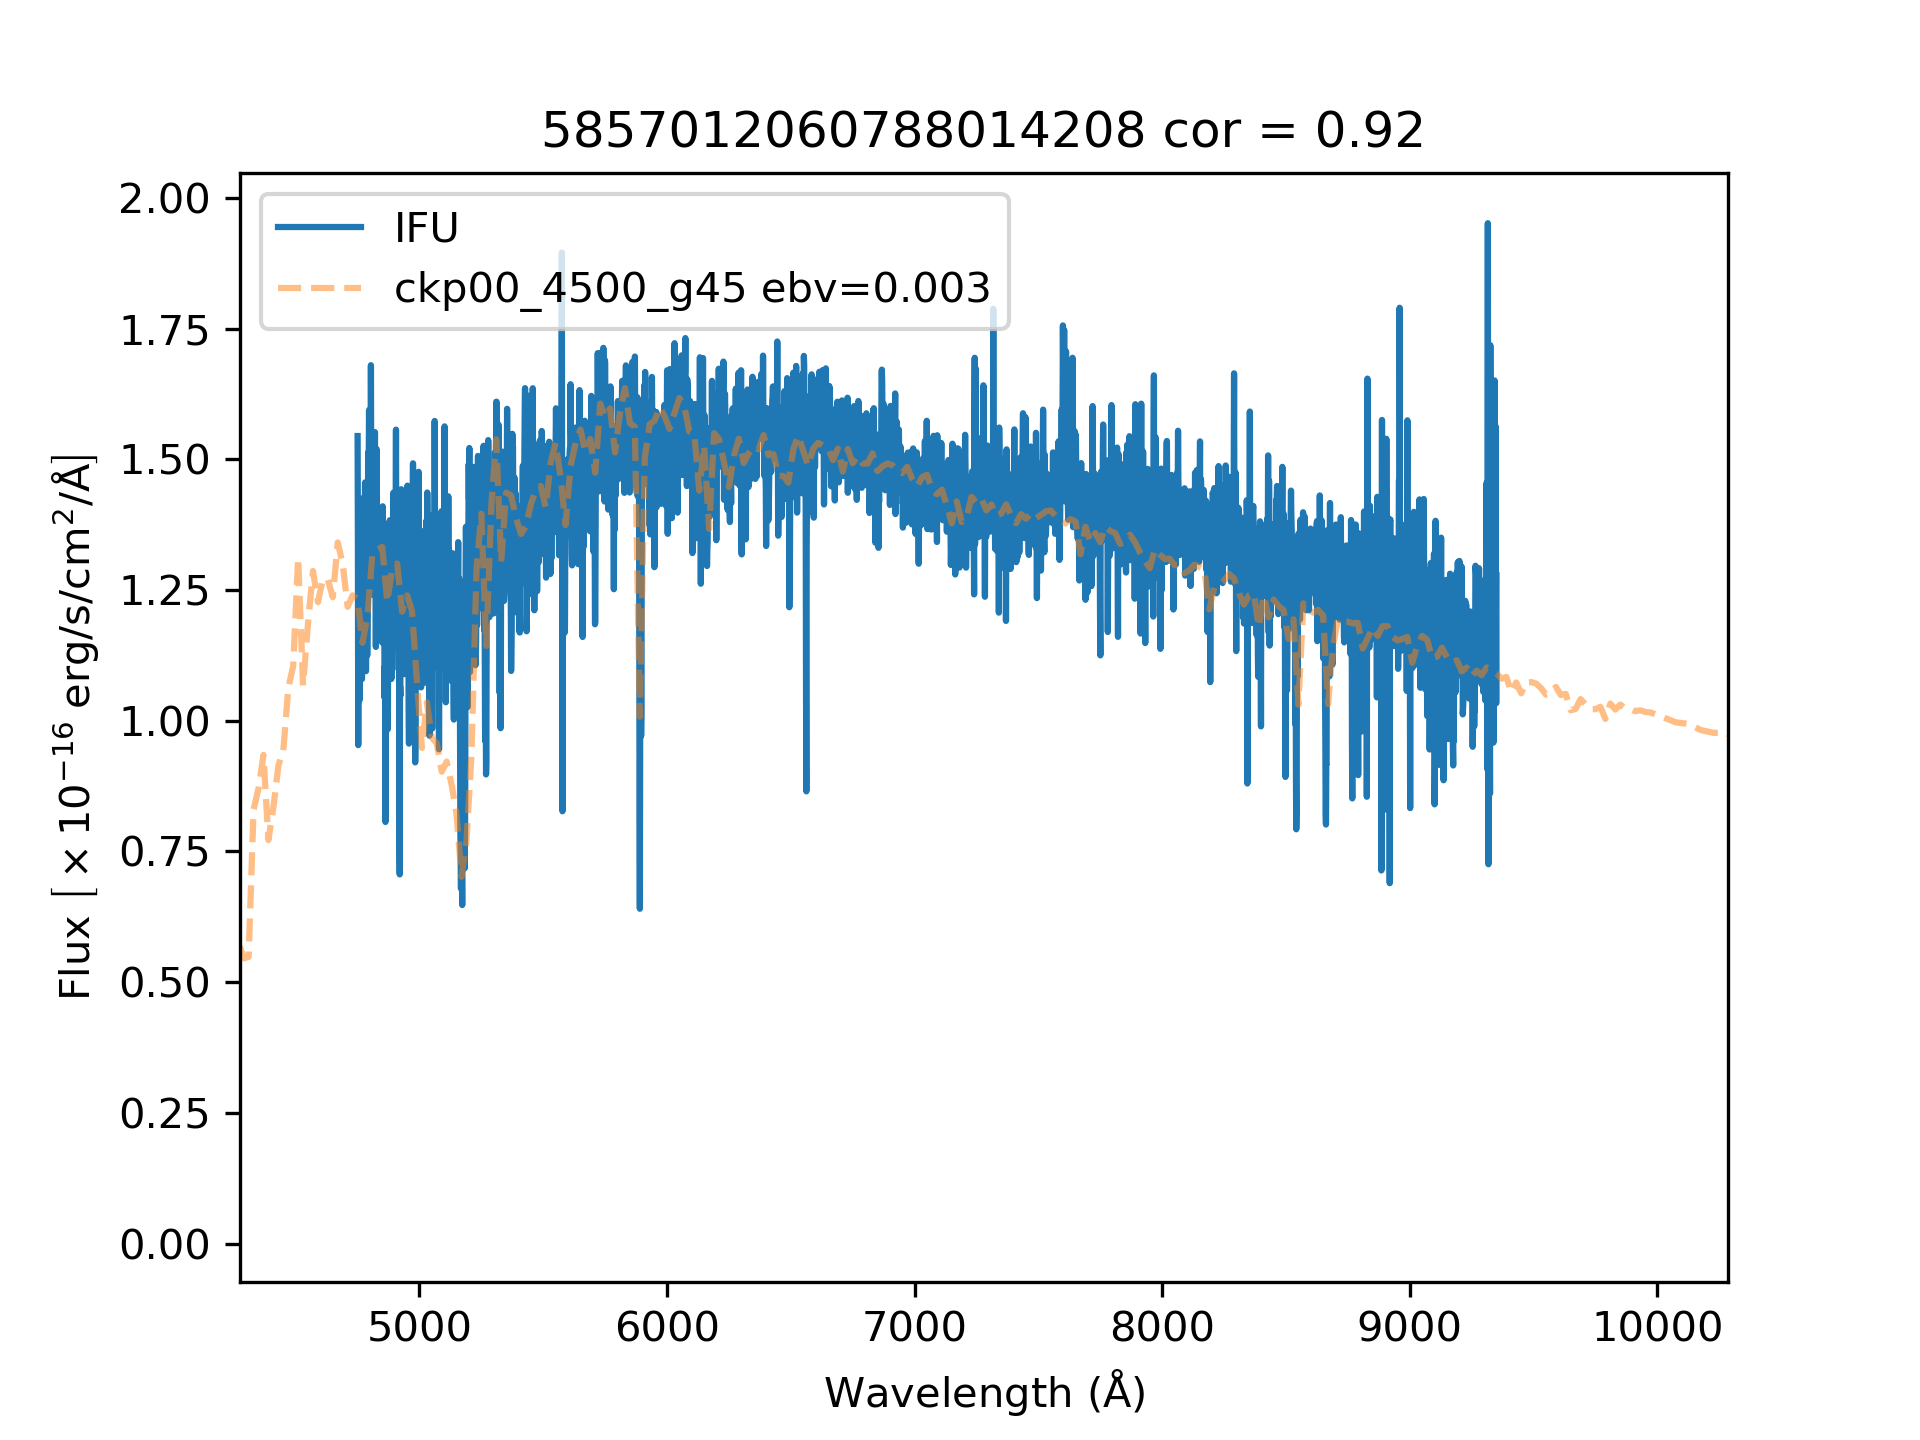 5857012060788014208 cor = 0.92
IFU
ckp00_4500_g45 ebv=0.003
2.00
1.75
1.50
1.25
1.00
0.75
0.50
0.25
0.00
Flux [× 10⁻¹⁶ erg/s/cm²/Å]
5000 6000 7000 8000 9000 10000
Wavelength (Å)